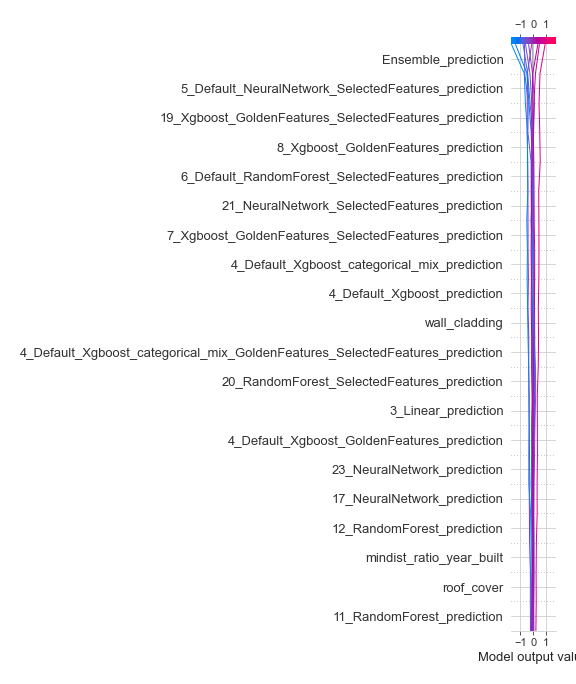 −1 0 1
Ensemble_prediction
5_Default_NeuralNetwork_SelectedFeatures_prediction
19_Xgboost_GoldenFeatures_SelectedFeatures_prediction
8_Xgboost_GoldenFeatures_prediction
6_Default_RandomForest_SelectedFeatures_prediction
21_NeuralNetwork_SelectedFeatures_prediction
7_Xgboost_GoldenFeatures_SelectedFeatures_prediction
4_Default_Xgboost_categorical_mix_prediction
4_Default_Xgboost_prediction
wall_cladding
4_Default_Xgboost_categorical_mix_GoldenFeatures_SelectedFeatures_prediction
20_RandomForest_SelectedFeatures_prediction
3_Linear_prediction
4_Default_Xgboost_GoldenFeatures_prediction
23_NeuralNetwork_prediction
17_NeuralNetwork_prediction
12_RandomForest_prediction
mindist_ratio_year_built
roof_cover
11_RandomForest_prediction
−1 0 1
Model output valu